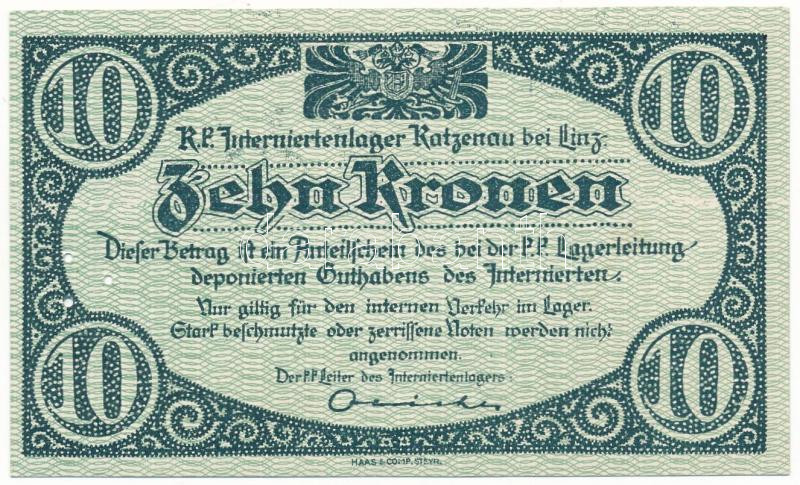 10 10
K.K. Interniertenlager Katzenau bei Linz.
Zehn Kronen
Dieser Betrag ist ein Anteilschein des bei der k.k. Lagerleitung
deponierten Guthabens des Internierten.
Nur giltig für den internen Verkehr im Lager.
Stark beschmutzte oder zerrissene Noten werden nicht
angenommen.
Der k.k. Leiter des Interniertenlagers:
10 10
HAAS & COMP. STEYR.